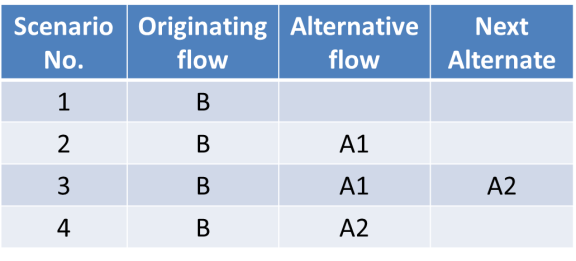 Scenario No. Originating flow Alternative flow Next Alternate
1 B
2 B A1
3 B A1 A2
4 B A2